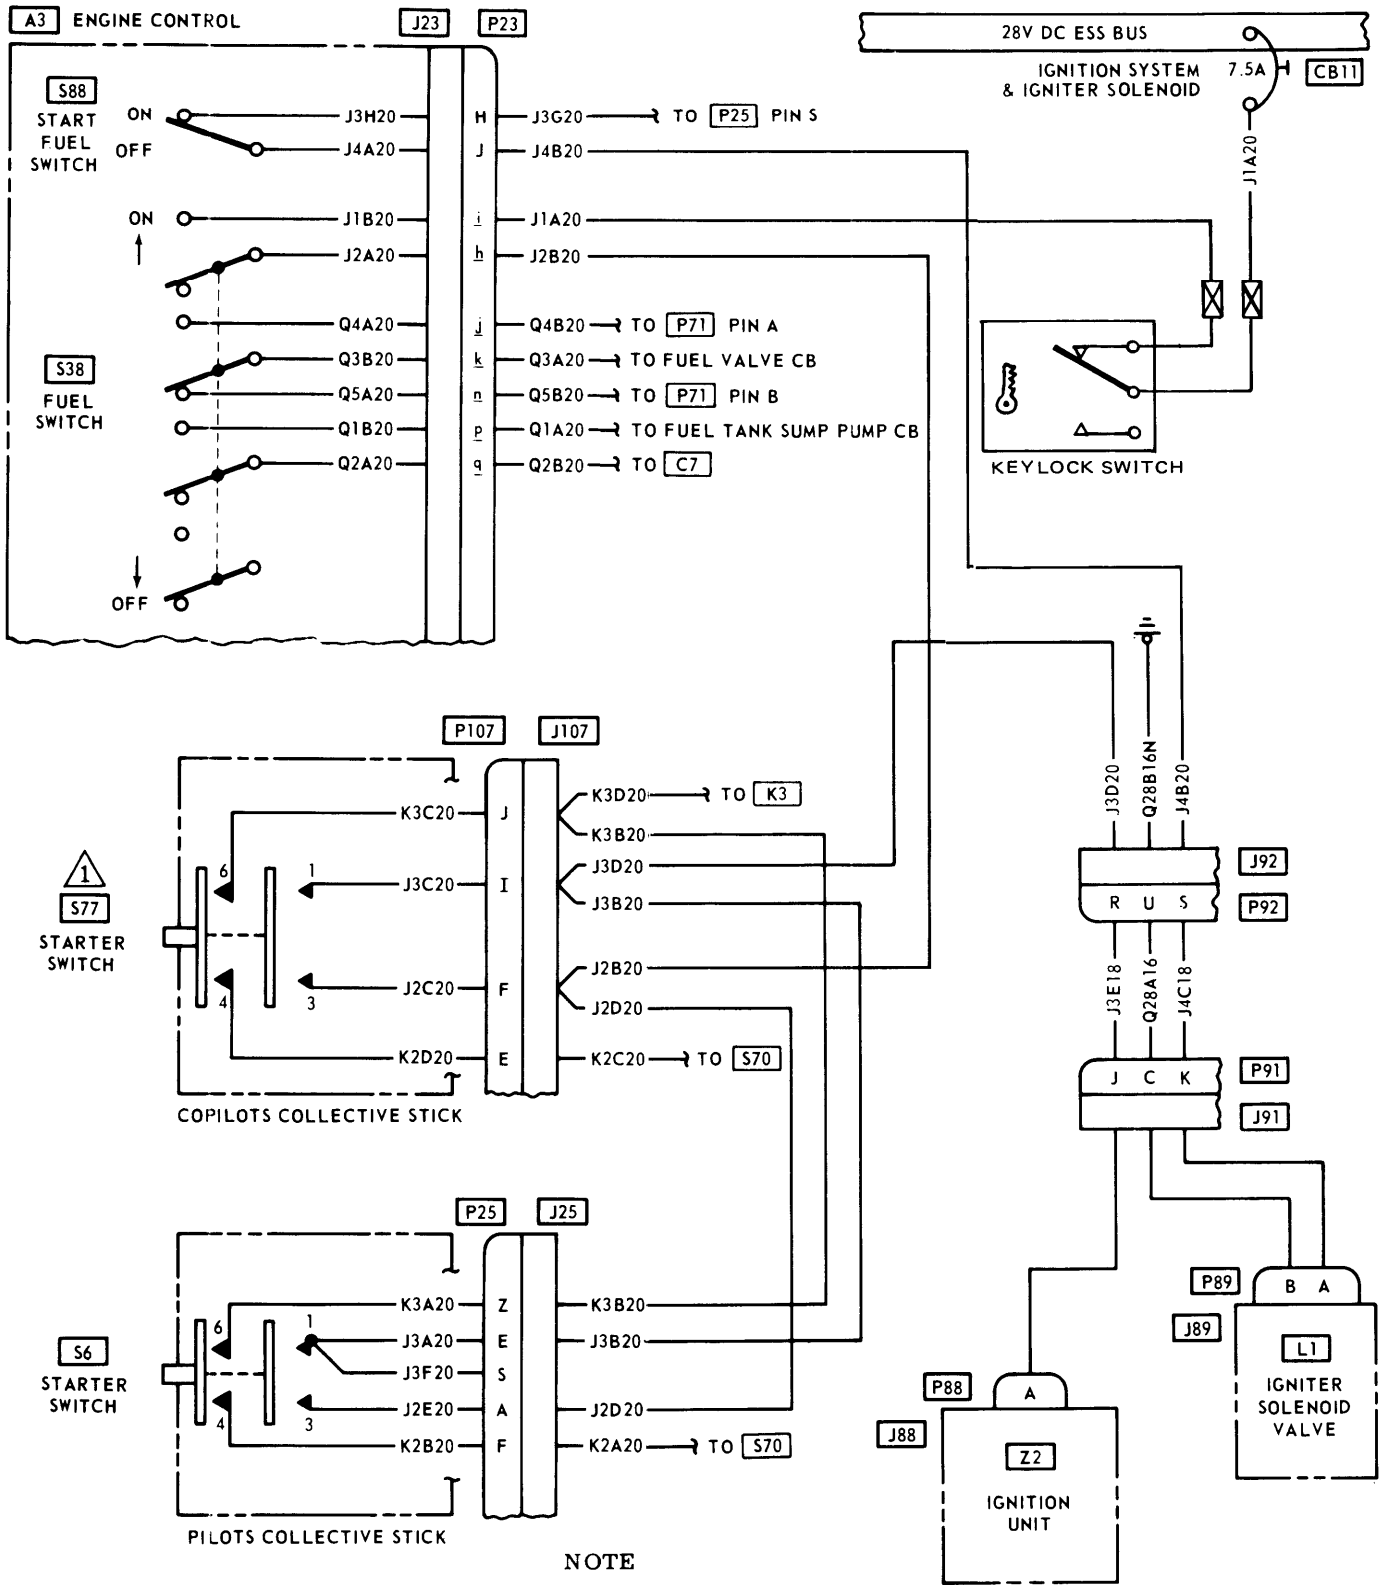 A3 ENGINE CONTROL J23 P23
28V DC ESS BUS
IGNITION SYSTEM
& IGNITER SOLENOID
7.5A CB11
J1A20
S88
START
FUEL
SWITCH
ON J3H20 H J3G20 TO P25 PIN S
OFF J4A20 J J4B20
ON J1B20 i J1A20
J2A20 h J2B20
Q4A20 j Q4B20 TO P71 PIN A
Q3B20 k Q3A20 TO FUEL VALVE CB
S38
FUEL
SWITCH
Q5A20 n Q5B20 TO P71 PIN B
Q1B20 p Q1A20 TO FUEL TANK SUMP PUMP CB
Q2A20 q Q2B20 TO C7
OFF
KEYLOCK SWITCH
P107 J107
K3C20 J K3D20 TO K3
K3B20
6 1 J3C20 I J3D20
J3B20
1
S77
STARTER
SWITCH
4 3 J2C20 F J2B20
J2D20
K2D20 E K2C20 TO S70
COPILOTS COLLECTIVE STICK
J3D20 Q28B16N J4B20
J92
R U S P92
J3E18 Q28A16 J4C18
J C K P91
J91
P25 J25
K3A20 Z K3B20
6 1 J3A20 E J3B20
J3F20 S
S6
STARTER
SWITCH
4 3 J2E20 A J2D20
K2B20 F K2A20 TO S70
PILOTS COLLECTIVE STICK
P89 B A
J89
L1
IGNITER
SOLENOID
VALVE
P88 A
J88
Z2
IGNITION
UNIT
NOTE